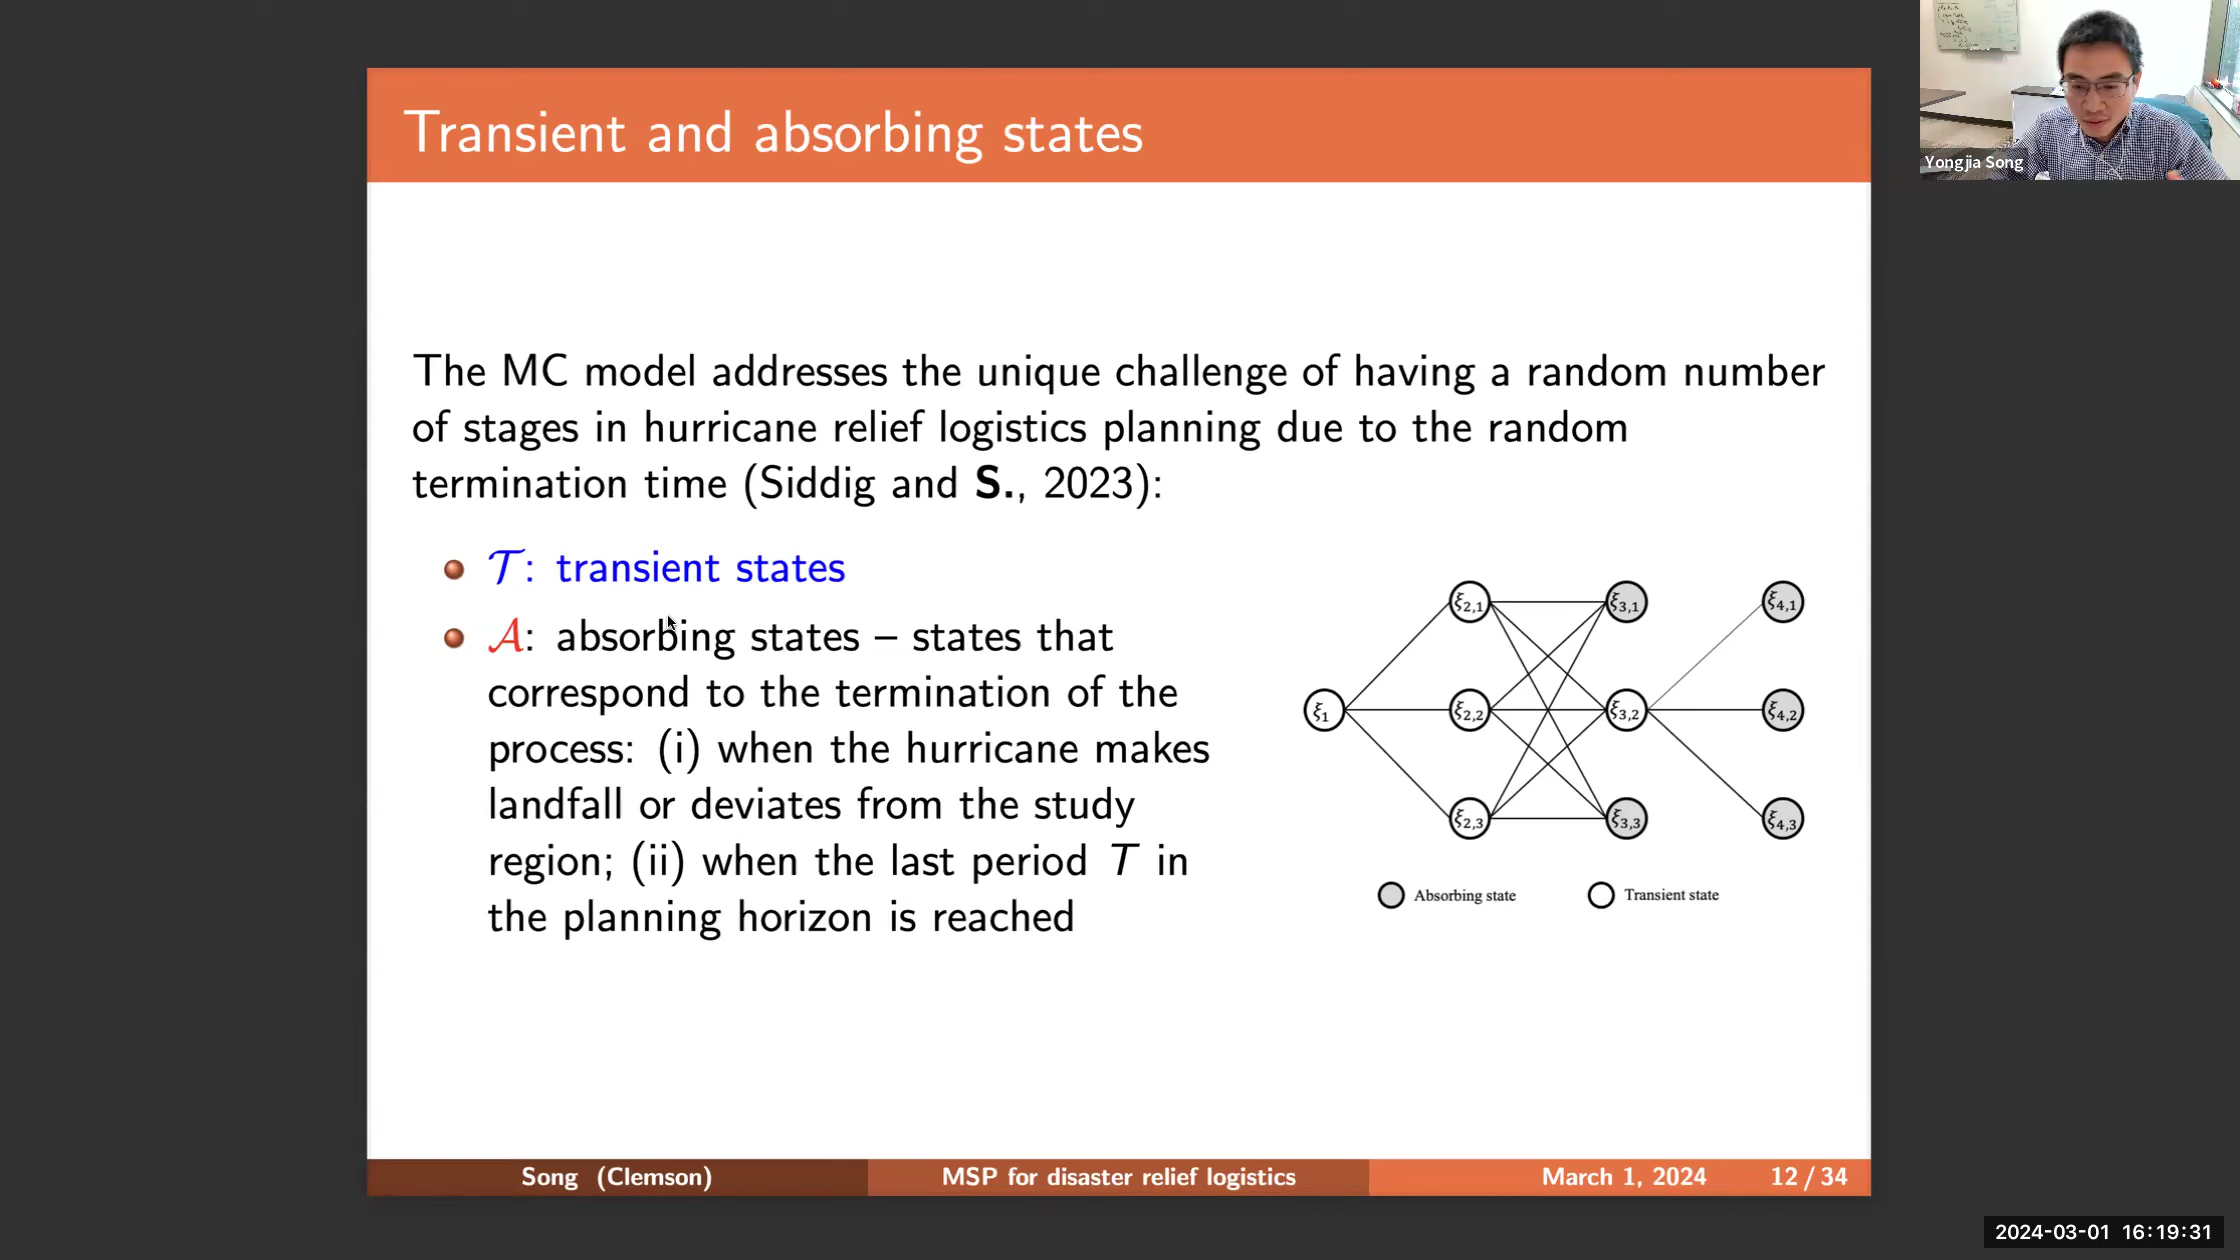 Transient and absorbing states
Yongjia Song
The MC model addresses the unique challenge of having a random number
of stages in hurricane relief logistics planning due to the random
termination time (Siddig and S., 2023):
𝒯: transient states
𝒜: absorbing states – states that
correspond to the termination of the
process: (i) when the hurricane makes
landfall or deviates from the study
region; (ii) when the last period T in
the planning horizon is reached
ξ₁
ξ₂,₁
ξ₂,₂
ξ₂,₃
ξ₃,₁
ξ₃,₂
ξ₃,₃
ξ₄,₁
ξ₄,₂
ξ₄,₃
Absorbing state
Transient state
Song (Clemson)
MSP for disaster relief logistics
March 1, 2024
12 / 34
2024-03-01 16:19:31